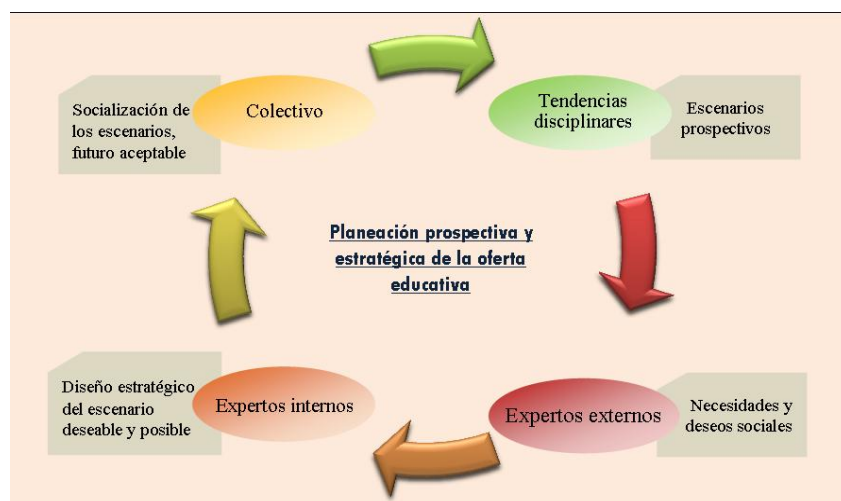 Socialización de
los escenarios,
futuro aceptable
Colectivo
Tendencias
disciplinares
Escenarios
prospectivos
Planeación prospectiva y
estratégica de la oferta
educativa
Diseño estratégico
del escenario
deseable y posible
Expertos internos
Expertos externos
Necesidades y
deseos sociales